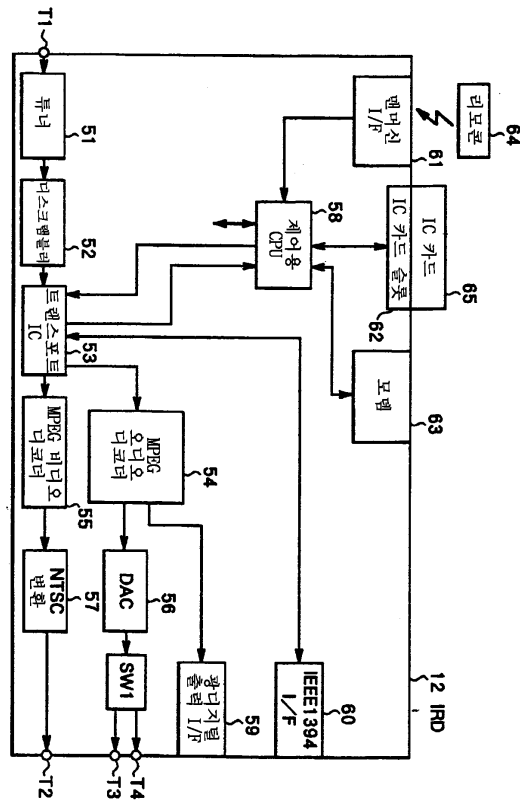 64
리모콘
맨머신
I/F
61
IC 카드
65
IC 카드 슬롯
62
모뎀
63
12 IRD
58
제어용
CPU
T1
튜너
51
디스크램블러
52
트랜스포트
IC
53
MPEG
오디오
디코더
54
MPEG 비디오
디코더
55
DAC
56
NTSC
변환
57
SW1
광디지털
출력 I/F
59
IEEE1394
I/F
60
T4
T3
T2